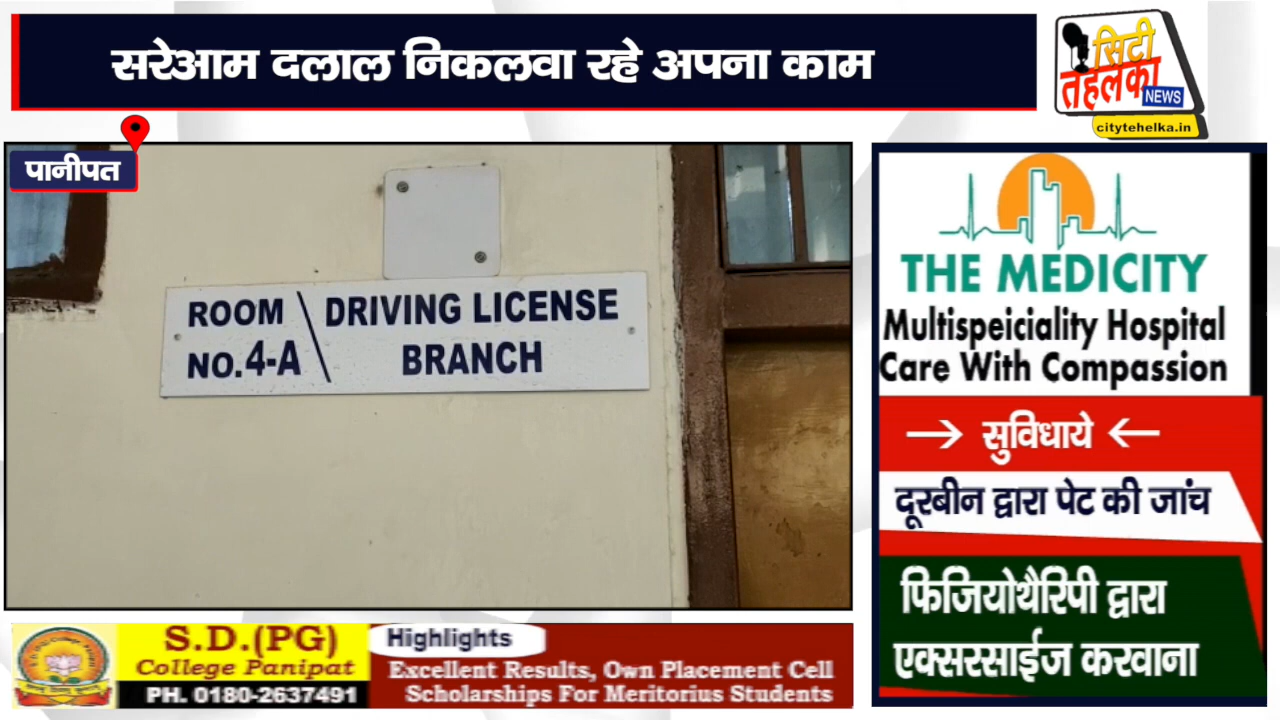 सरेआम दलाल निकलवा रहे अपना काम
सिटी
तहलका
NEWS
citytehelka.in
पानीपत
ROOM \ DRIVING LICENSE
NO.4-A \ BRANCH
THE MEDICITY
Multispeiciality Hospital
Care With Compassion
→ सुविधाये ←
दूरबीन द्वारा पेट की जांच
फिजियोथैरिपी द्वारा
एक्सरसाईज करवाना
S.D.(PG)
College Panipat
PH. 0180-2637491
Highlights
Excellent Results, Own Placement Cell
Scholarships For Meritorius Students